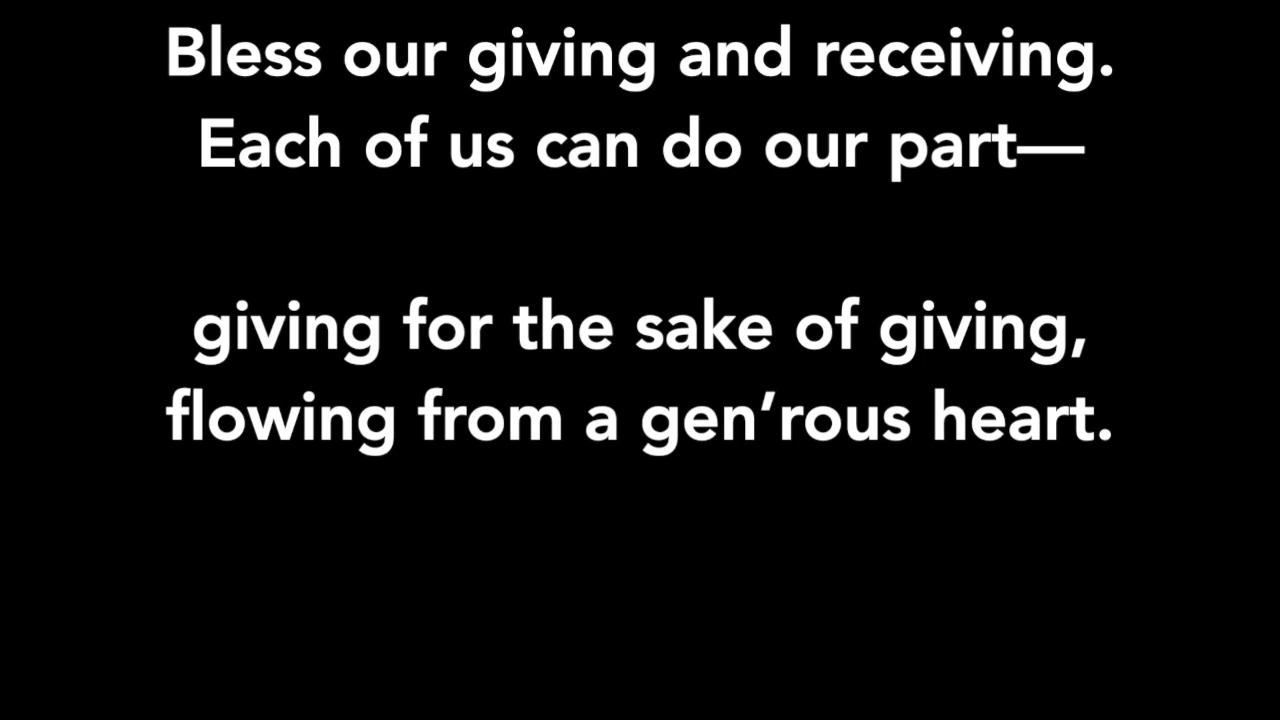 Bless our giving and receiving.
Each of us can do our part—
giving for the sake of giving,
flowing from a gen’rous heart.